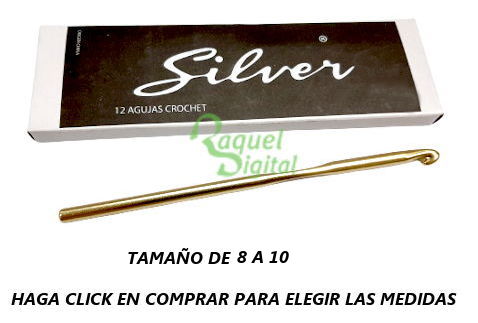 Silver
®
12 AGUJAS CROCHET
Raquel
Digital
TAMAÑO DE 8 A 10
HAGA CLICK EN COMPRAR PARA ELEGIR LAS MEDIDAS